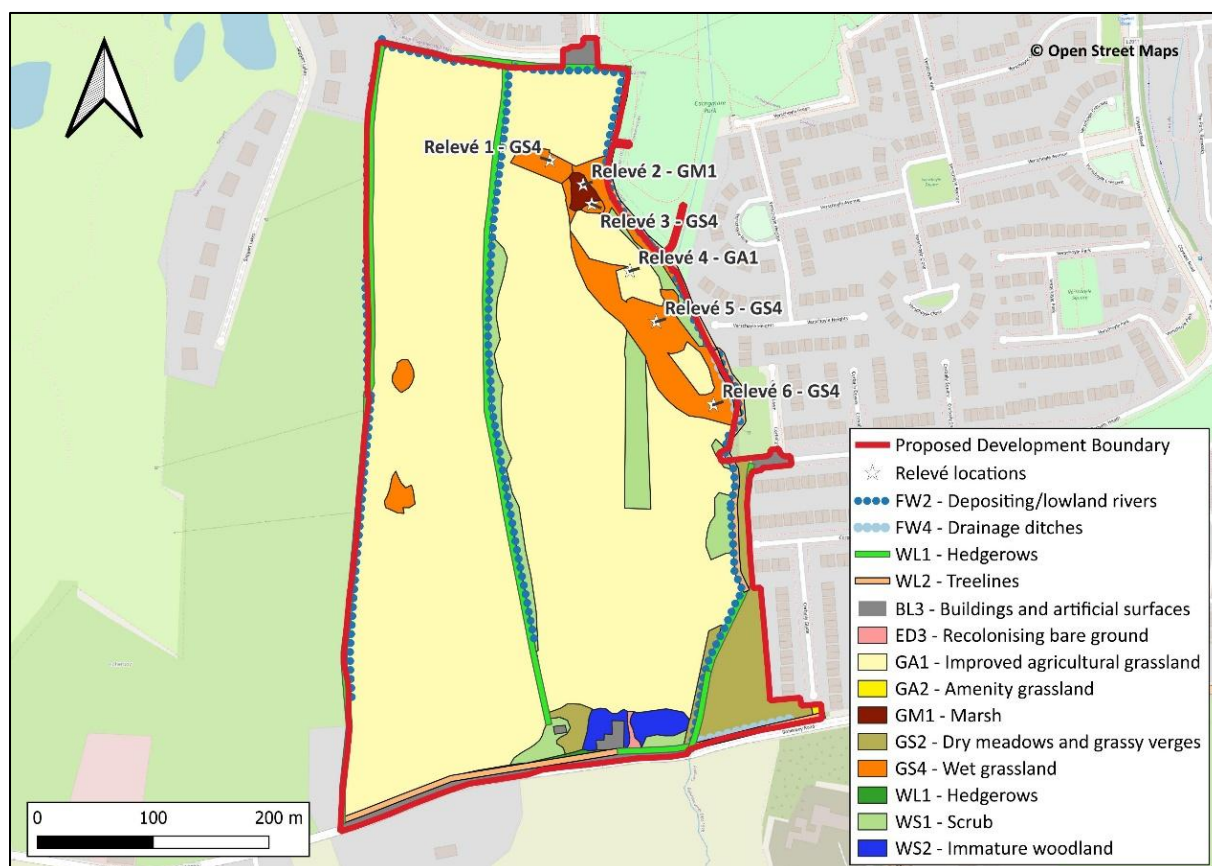 © Open Street Maps
Relevé 1 - GS4
Relevé 2 - GM1
Relevé 3 - GS4
Relevé 4 - GA1
Relevé 5 - GS4
Relevé 6 - GS4
Proposed Development Boundary
Relevé locations
FW2 - Depositing/lowland rivers
FW4 - Drainage ditches
WL1 - Hedgerows
WL2 - Treelines
BL3 - Buildings and artificial surfaces
ED3 - Recolonising bare ground
GA1 - Improved agricultural grassland
GA2 - Amenity grassland
GM1 - Marsh
GS2 - Dry meadows and grassy verges
GS4 - Wet grassland
WL1 - Hedgerows
WS1 - Scrub
WS2 - Immature woodland
0 100 200 m